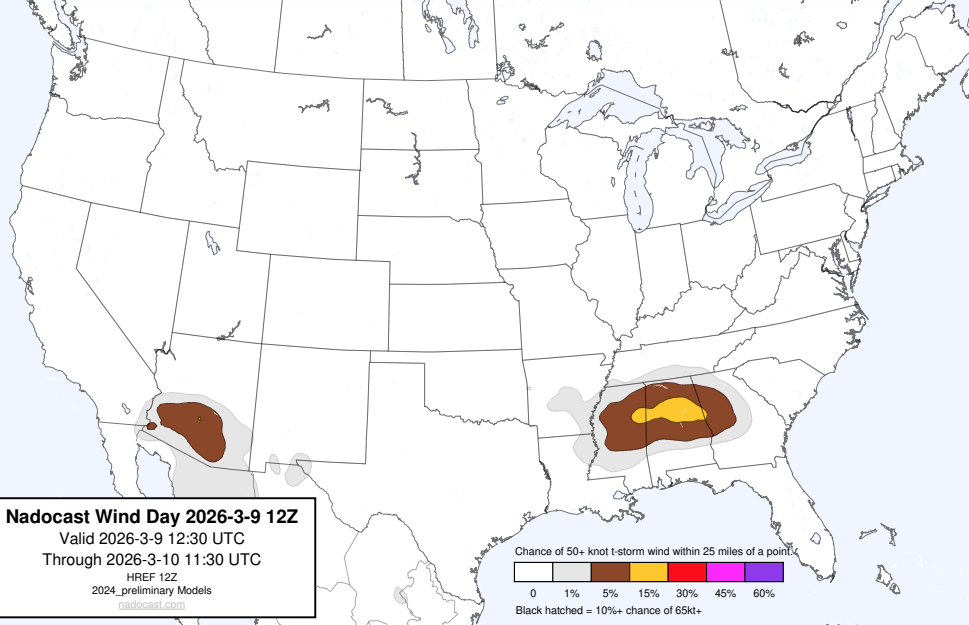 Nadocast Wind Day 2026-3-9 12Z
Valid 2026-3-9 12:30 UTC
Through 2026-3-10 11:30 UTC
HREF 12Z
2024_preliminary Models
nadocast.com
Chance of 50+ knot t-storm wind within 25 miles of a point.
0 1% 5% 15% 30% 45% 60%
Black hatched = 10%+ chance of 65kt+